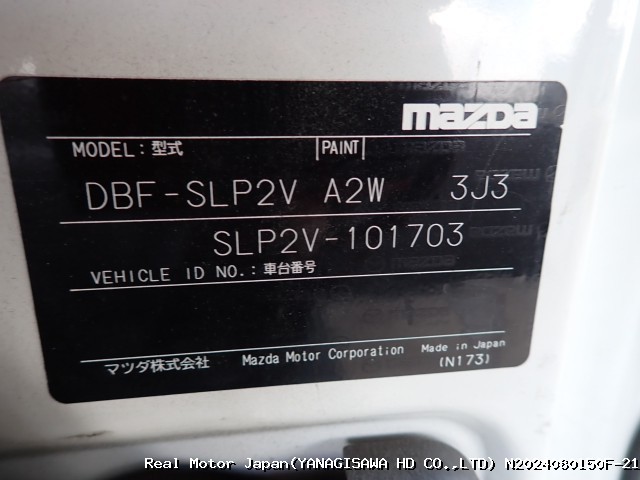 mazda
MODEL: 型式 PAINT
DBF-SLP2V A2W 3J3
SLP2V-101703
VEHICLE ID NO.: 車台番号
マツダ株式会社 Mazda Motor Corporation Made in Japan
(N173)
Real Motor Japan(YANAGISAWA HD CO.,LTD) N2024080150F-21